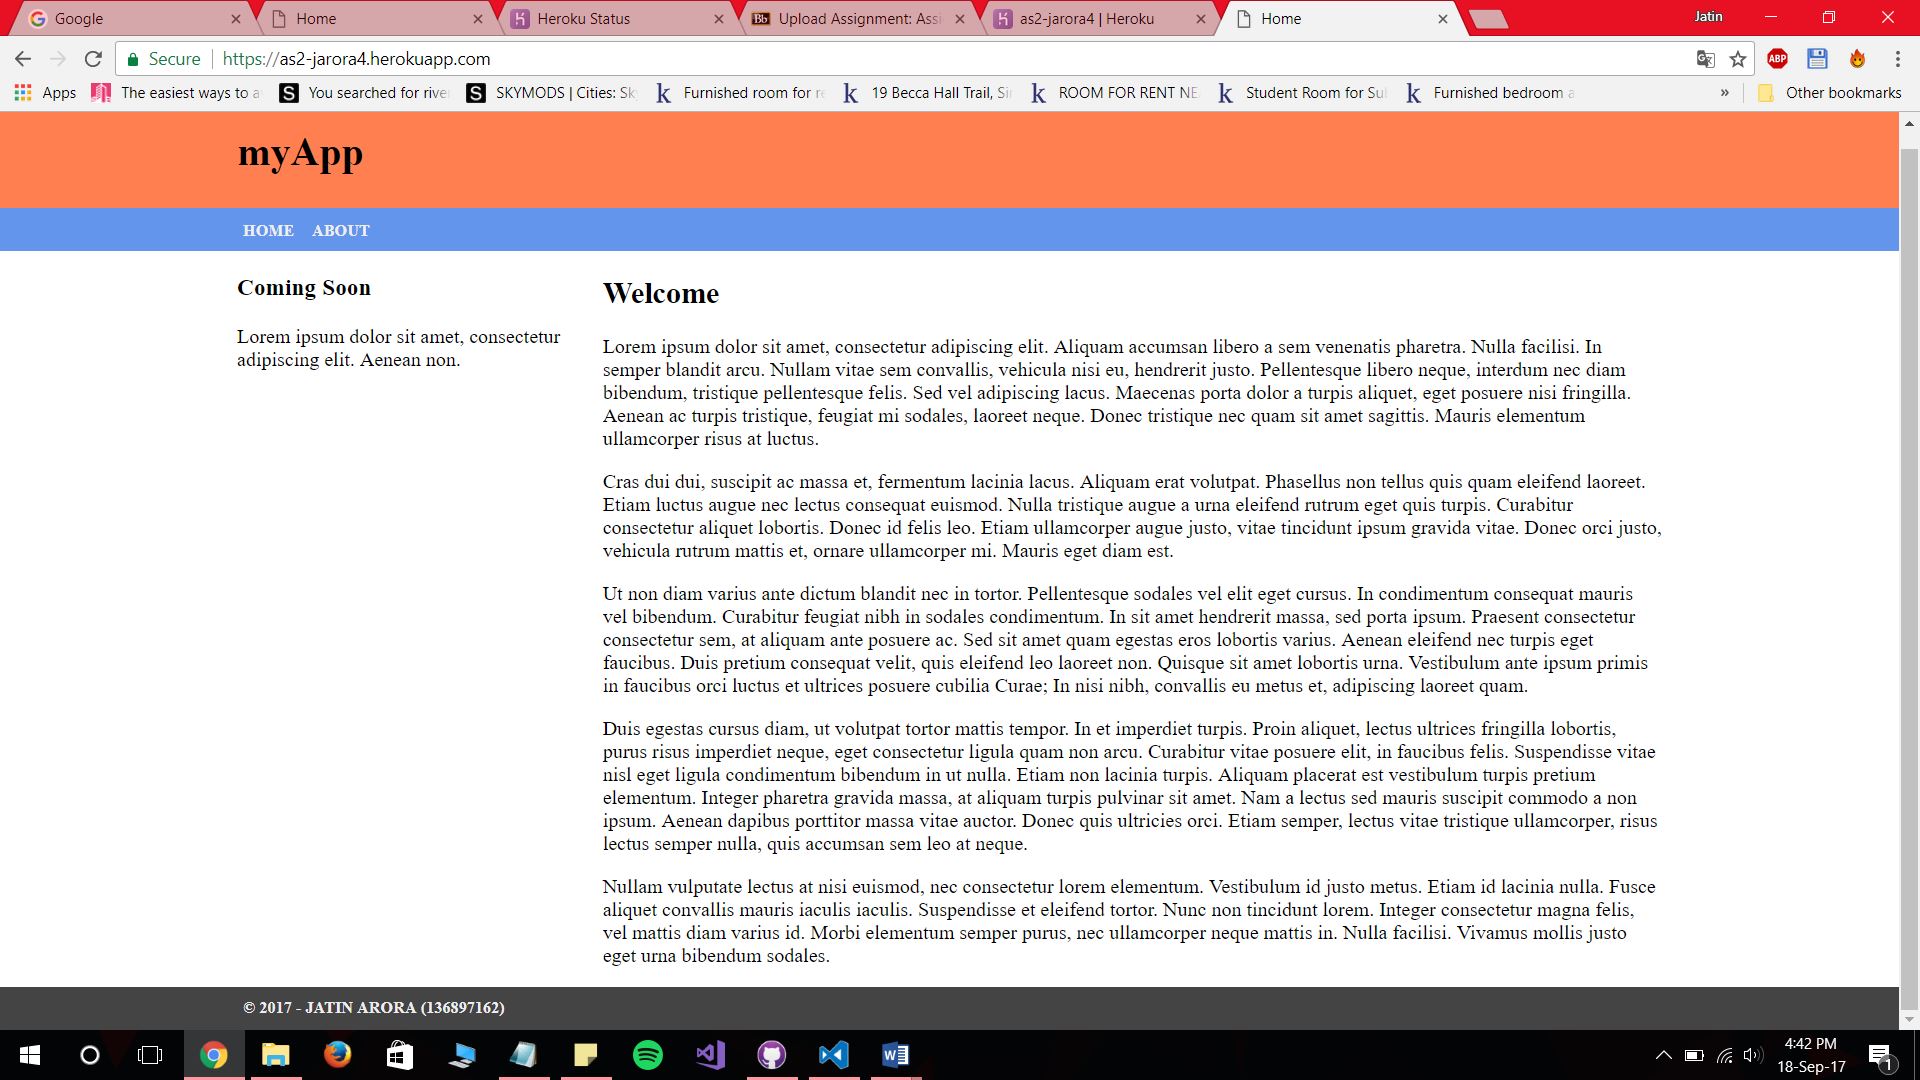 Google
Home
Heroku Status
Upload Assignment: Assi
as2-jarora4 | Heroku
Home
Jatin
Secure
https://as2-jarora4.herokuapp.com
ABP
Apps
The easiest ways to a
You searched for rive
SKYMODS | Cities: Sk
Furnished room for re
19 Becca Hall Trail, Si
ROOM FOR RENT NE
Student Room for Su
Furnished bedroom a
»
Other bookmarks
myApp
HOME ABOUT
Coming Soon
Lorem ipsum dolor sit amet, consectetur
adipiscing elit. Aenean non.
Welcome
Lorem ipsum dolor sit amet, consectetur adipiscing elit. Aliquam accumsan libero a sem venenatis pharetra. Nulla facilisi. In
semper blandit arcu. Nullam vitae sem convallis, vehicula nisi eu, hendrerit justo. Pellentesque libero neque, interdum nec diam
bibendum, tristique pellentesque felis. Sed vel adipiscing lacus. Maecenas porta dolor a turpis aliquet, eget posuere nisi fringilla.
Aenean ac turpis tristique, feugiat mi sodales, laoreet neque. Donec tristique nec quam sit amet sagittis. Mauris elementum
ullamcorper risus at luctus.
Cras dui dui, suscipit ac massa et, fermentum lacinia lacus. Aliquam erat volutpat. Phasellus non tellus quis quam eleifend laoreet.
Etiam luctus augue nec lectus consequat euismod. Nulla tristique augue a urna eleifend rutrum eget quis turpis. Curabitur
consectetur aliquet lobortis. Donec id felis leo. Etiam ullamcorper augue justo, vitae tincidunt ipsum gravida vitae. Donec orci justo,
vehicula rutrum mattis et, ornare ullamcorper mi. Mauris eget diam est.
Ut non diam varius ante dictum blandit nec in tortor. Pellentesque sodales vel elit eget cursus. In condimentum consequat mauris
vel bibendum. Curabitur feugiat nibh in sodales condimentum. In sit amet hendrerit massa, sed porta ipsum. Praesent consectetur
consectetur sem, at aliquam ante posuere ac. Sed sit amet quam egestas eros lobortis varius. Aenean eleifend nec turpis eget
faucibus. Duis pretium consequat velit, quis eleifend leo laoreet non. Quisque sit amet lobortis urna. Vestibulum ante ipsum primis
in faucibus orci luctus et ultrices posuere cubilia Curae; In nisi nibh, convallis eu metus et, adipiscing laoreet quam.
Duis egestas cursus diam, ut volutpat tortor mattis tempor. In et imperdiet turpis. Proin aliquet, lectus ultrices fringilla lobortis,
purus risus imperdiet neque, eget consectetur ligula quam non arcu. Curabitur vitae posuere elit, in faucibus felis. Suspendisse vitae
nisl eget ligula condimentum bibendum in ut nulla. Etiam non lacinia turpis. Aliquam placerat est vestibulum turpis pretium
elementum. Integer pharetra gravida massa, at aliquam turpis pulvinar sit amet. Nam a lectus sed mauris suscipit commodo a non
ipsum. Aenean dapibus porttitor massa vitae auctor. Donec quis ultricies orci. Etiam semper, lectus vitae tristique ullamcorper, risus
lectus semper nulla, quis accumsan sem leo at neque.
Nullam vulputate lectus at nisi euismod, nec consectetur lorem elementum. Vestibulum id justo metus. Etiam id lacinia nulla. Fusce
aliquet convallis mauris iaculis iaculis. Suspendisse et eleifend tortor. Nunc non tincidunt lorem. Integer consectetur magna felis,
vel mattis diam varius id. Morbi elementum semper purus, nec ullamcorper neque mattis in. Nulla facilisi. Vivamus mollis justo
eget urna bibendum sodales.
© 2017 - JATIN ARORA (136897162)
4:42 PM
18-Sep-17
1